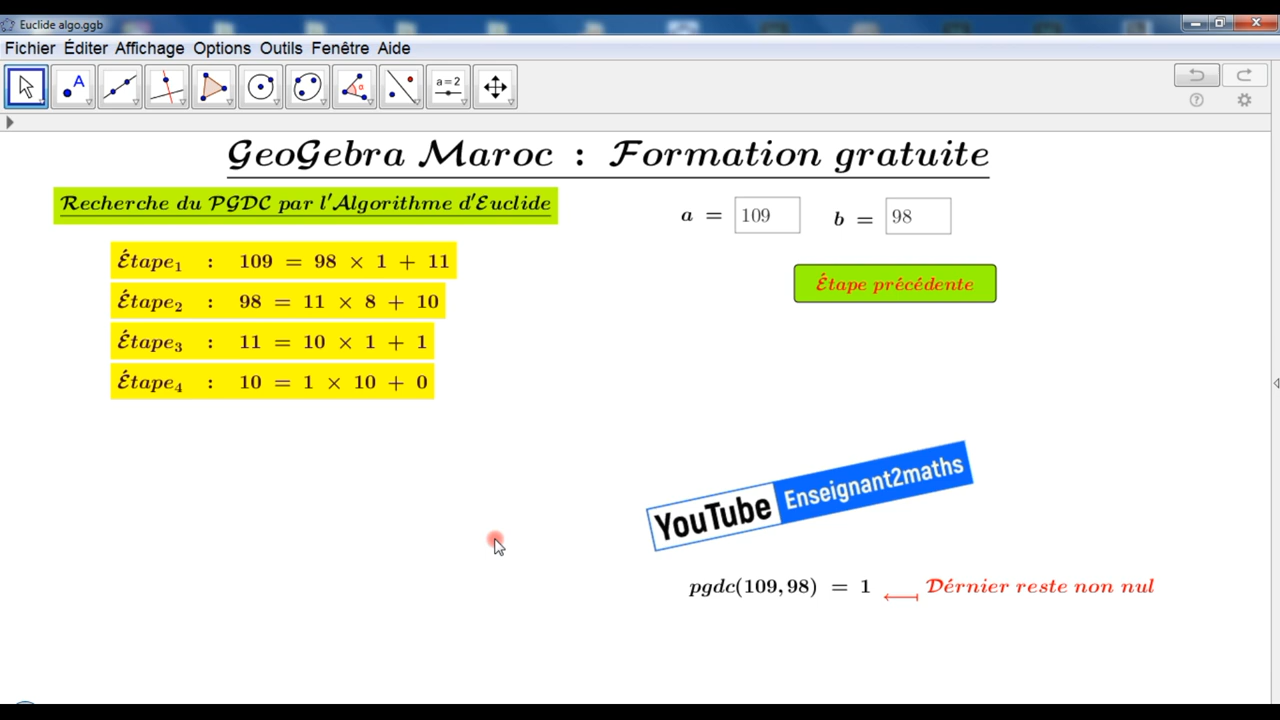 Euclide algo.ggb
Fichier Éditer Affichage Options Outils Fenêtre Aide
A
α
a=2
GeoGebra Maroc : Formation gratuite
Recherche du PGDC par l'Algorithme d'Euclide
a = 109 b = 98
Étape1 : 109 = 98 × 1 + 11
Étape précédente
Étape2 : 98 = 11 × 8 + 10
Étape3 : 11 = 10 × 1 + 1
Étape4 : 10 = 1 × 10 + 0
YouTube Enseignant2maths
pgdc(109,98) = 1 Dérnier reste non nul